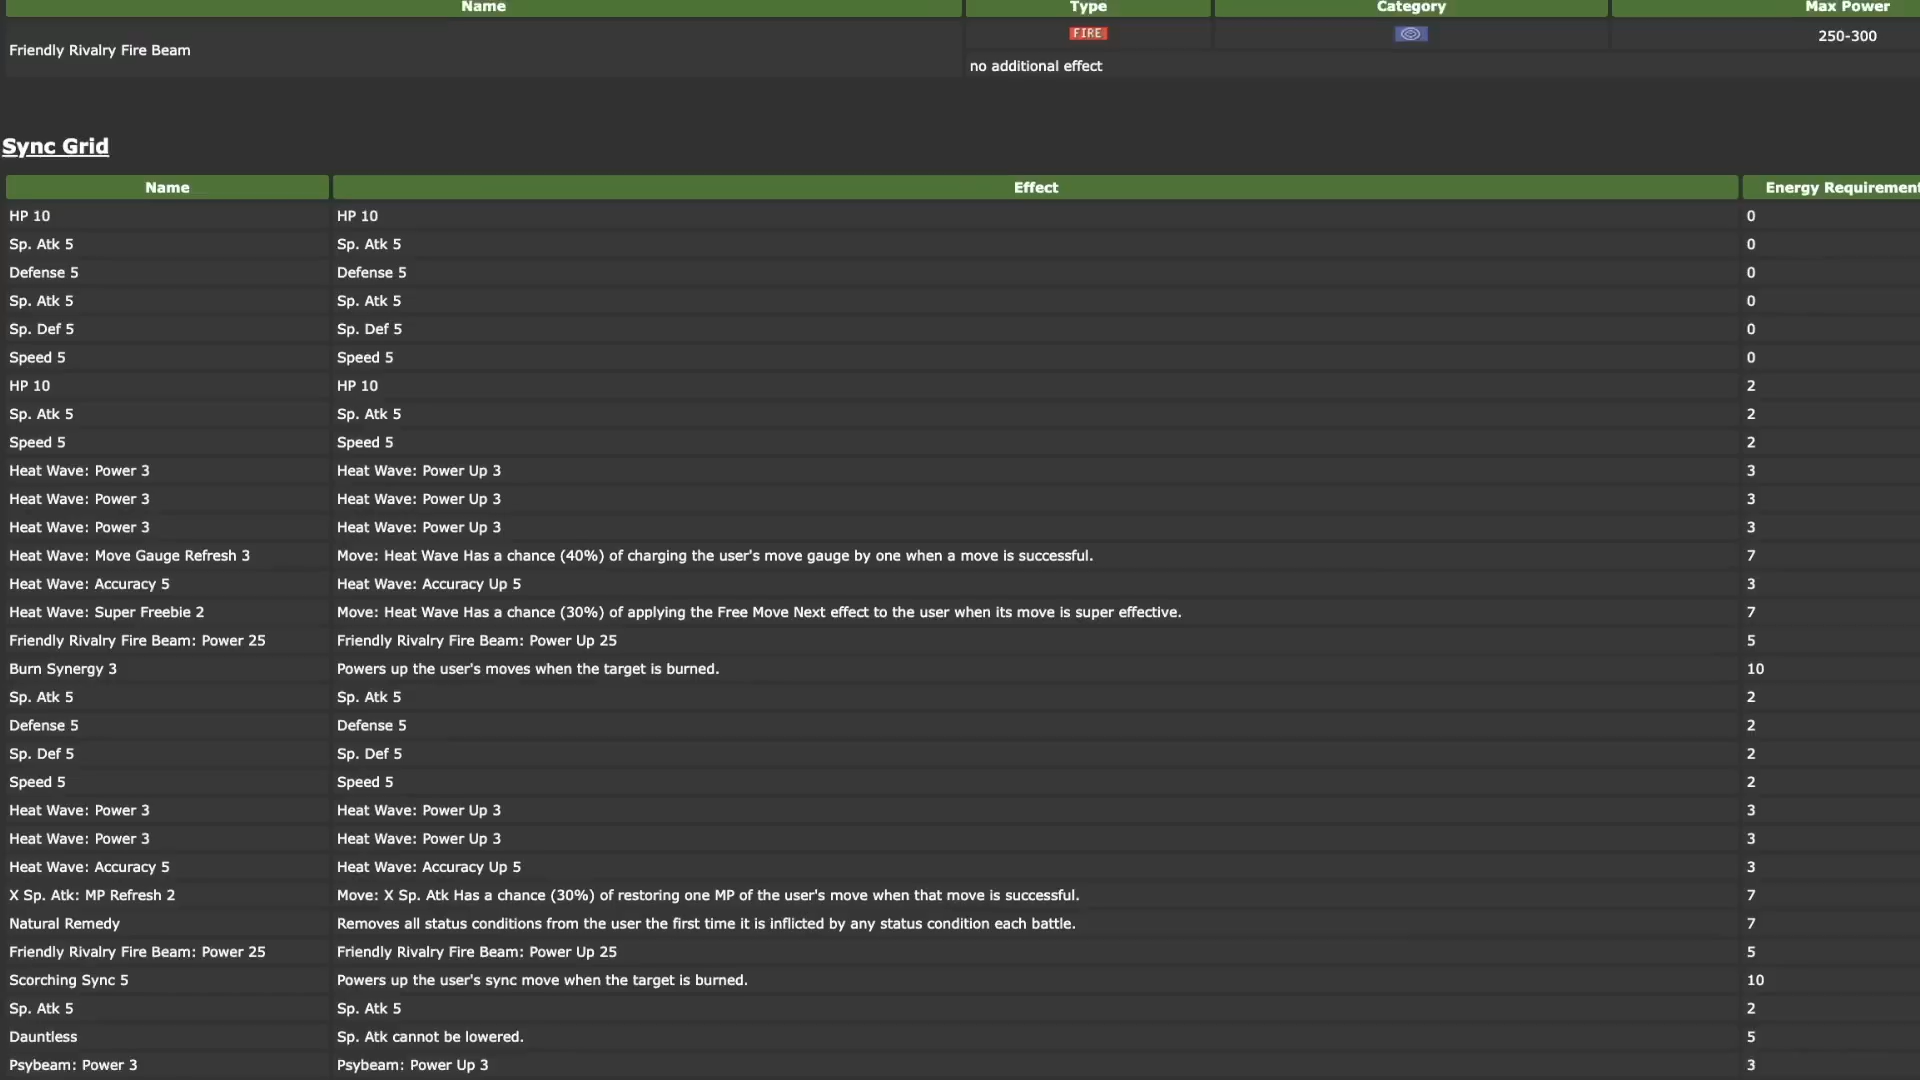 Name Type Category Max Power
Friendly Rivalry Fire Beam FIRE 250-300
no additional effect
Sync Grid
Name Effect Energy Requirement
HP 10 HP 10 0
Sp. Atk 5 Sp. Atk 5 0
Defense 5 Defense 5 0
Sp. Atk 5 Sp. Atk 5 0
Sp. Def 5 Sp. Def 5 0
Speed 5 Speed 5 0
HP 10 HP 10 2
Sp. Atk 5 Sp. Atk 5 2
Speed 5 Speed 5 2
Heat Wave: Power 3 Heat Wave: Power Up 3 3
Heat Wave: Power 3 Heat Wave: Power Up 3 3
Heat Wave: Power 3 Heat Wave: Power Up 3 3
Heat Wave: Move Gauge Refresh 3 Move: Heat Wave Has a chance (40%) of charging the user's move gauge by one when a move is successful. 7
Heat Wave: Accuracy 5 Heat Wave: Accuracy Up 5 3
Heat Wave: Super Freebie 2 Move: Heat Wave Has a chance (30%) of applying the Free Move Next effect to the user when its move is super effective. 7
Friendly Rivalry Fire Beam: Power 25 Friendly Rivalry Fire Beam: Power Up 25 5
Burn Synergy 3 Powers up the user's moves when the target is burned. 10
Sp. Atk 5 Sp. Atk 5 2
Defense 5 Defense 5 2
Sp. Def 5 Sp. Def 5 2
Speed 5 Speed 5 2
Heat Wave: Power 3 Heat Wave: Power Up 3 3
Heat Wave: Power 3 Heat Wave: Power Up 3 3
Heat Wave: Accuracy 5 Heat Wave: Accuracy Up 5 3
X Sp. Atk: MP Refresh 2 Move: X Sp. Atk Has a chance (30%) of restoring one MP of the user's move when that move is successful. 7
Natural Remedy Removes all status conditions from the user the first time it is inflicted by any status condition each battle. 7
Friendly Rivalry Fire Beam: Power 25 Friendly Rivalry Fire Beam: Power Up 25 5
Scorching Sync 5 Powers up the user's sync move when the target is burned. 10
Sp. Atk 5 Sp. Atk 5 2
Dauntless Sp. Atk cannot be lowered. 5
Psybeam: Power 3 Psybeam: Power Up 3 3